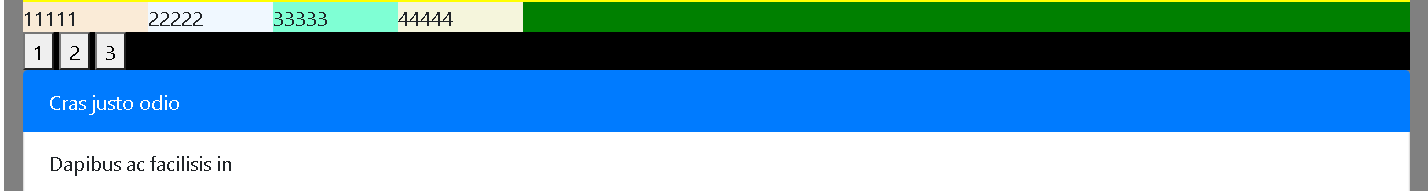 11111 22222 33333 44444
1 2 3
Cras justo odio
Dapibus ac facilisis in